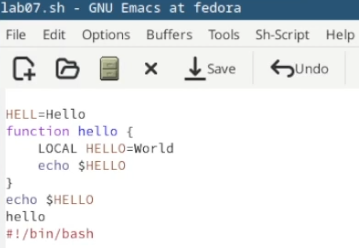 lab07.sh - GNU Emacs at fedora
File Edit Options Buffers Tools Sh-Script Help
Save Undo
HELL=Hello
function hello {
    LOCAL HELLO=World
    echo $HELLO
}
echo $HELLO
hello
#!/bin/bash